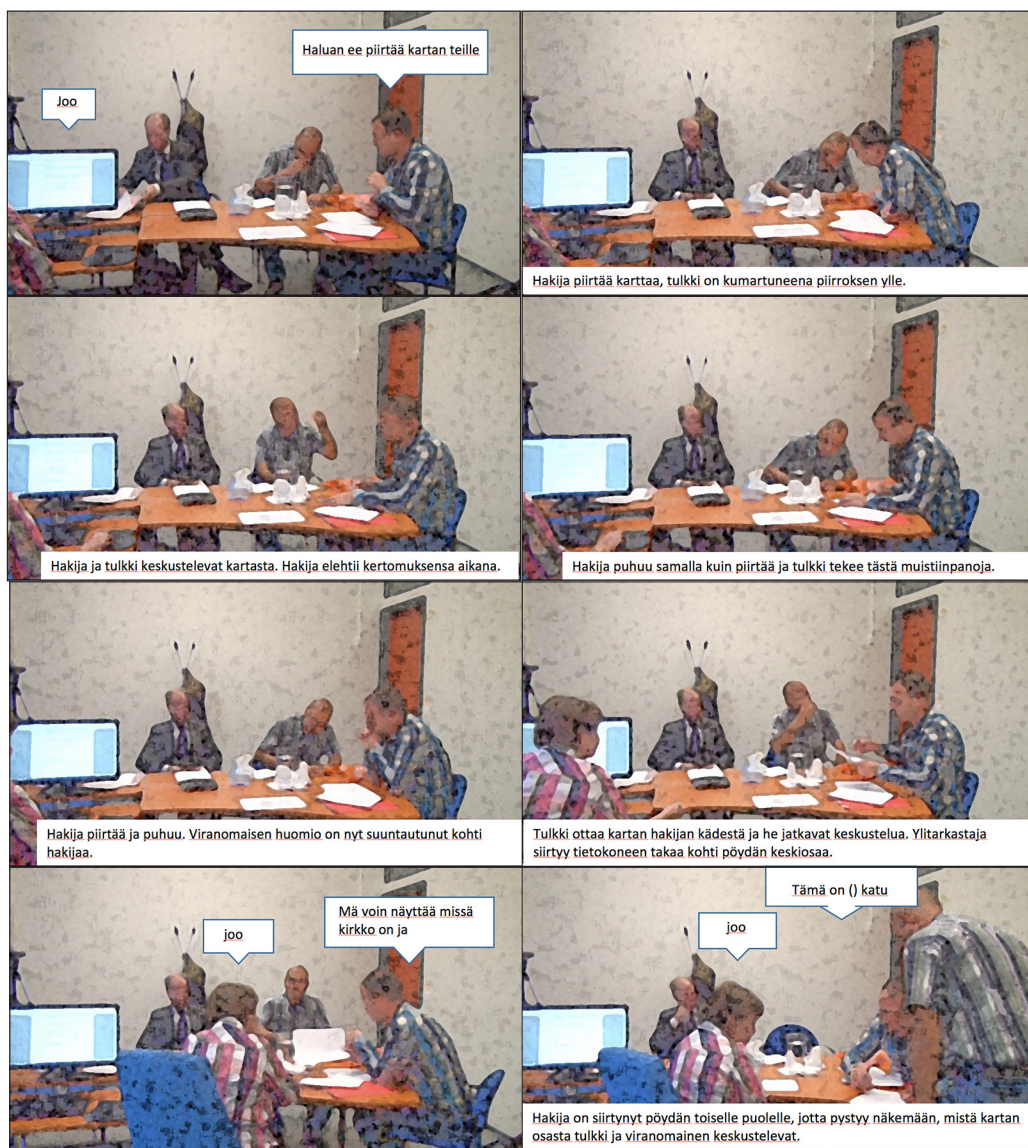 Joo
Haluan ee piirtää kartan teille
Hakija piirtää karttaa, tulkki on kumartuneena piirroksen ylle.
Hakija ja tulkki keskustelevat kartasta. Hakija elehtii kertomuksensa aikana.
Hakija puhuu samalla kuin piirtää ja tulkki tekee tästä muistiinpanoja.
Hakija piirtää ja puhuu. Viranomaisen huomio on nyt suuntautunut kohti
hakijaa.
Tulkki ottaa kartan hakijan kädestä ja he jatkavat keskustelua. Ylitarkastaja
siirtyy tietokoneen takaa kohti pöydän keskiosaa.
joo
Mä voin näyttää missä
kirkko on ja
joo
Tämä on () katu
Hakija on siirtynyt pöydän toiselle puolelle, jotta pystyy näkemään, mistä kartan
osasta tulkki ja viranomainen keskustelevat.